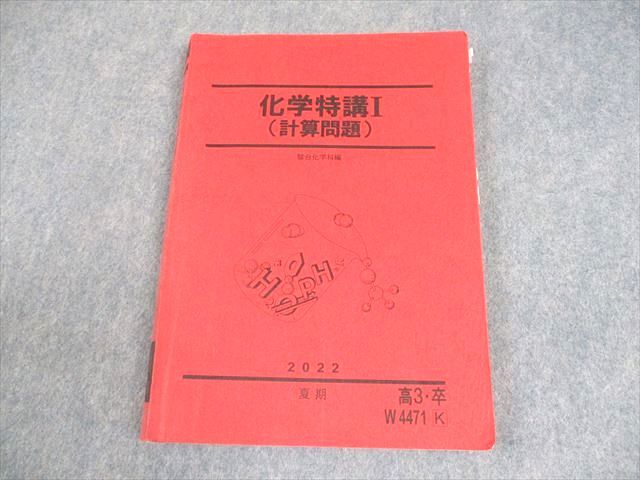 化学特講I
(計算問題)
駿台化学科編
2022
夏期
高3・卒
W4471 K